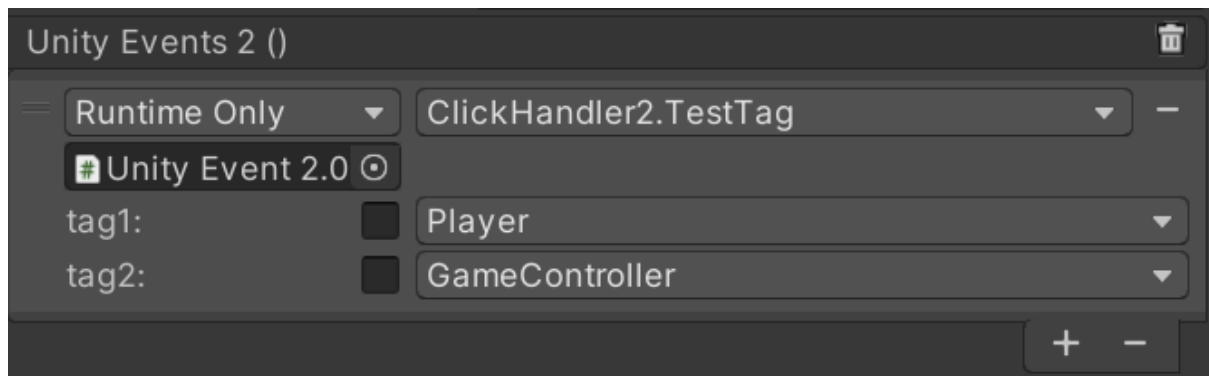 Unity Events 2 ()
Runtime Only ClickHandler2.TestTag
Unity Event 2.0
tag1: Player
tag2: GameController